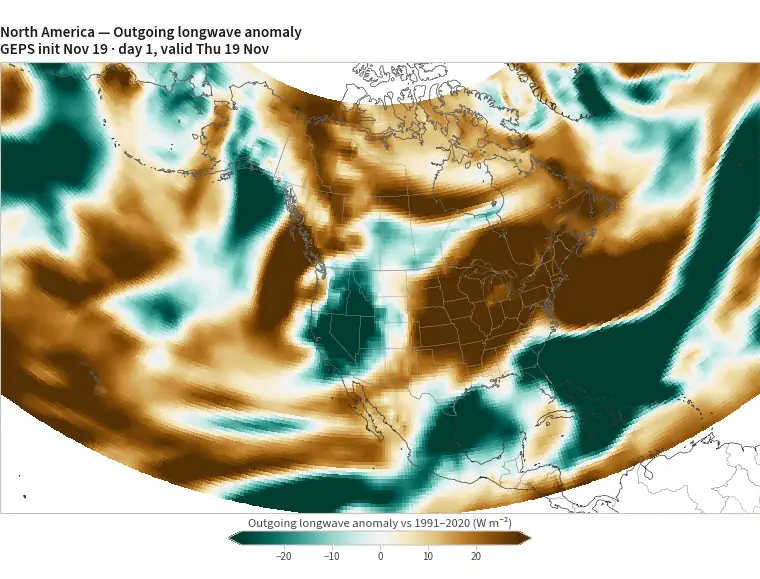 North America — Outgoing longwave anomaly
GEPS init Nov 19 · day 1, valid Thu 19 Nov
Outgoing longwave anomaly vs 1991–2020 (W m⁻²)
−20 −10 0 10 20